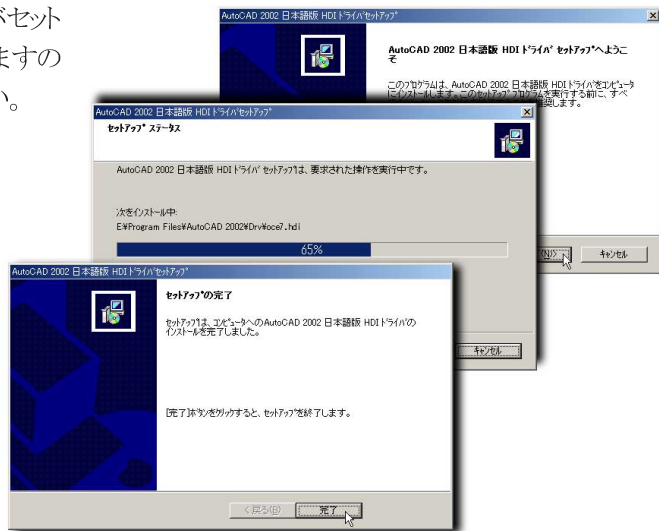 がセット
ますの
い。
AutoCAD 2002 日本語版 HDI ドライバ セットアップ
AutoCAD 2002 日本語版 HDI ドライバ セットアップへようこ
そ
このプログラムは、AutoCAD 2002 日本語版 HDI ドライバをコンピュータ
にインストールします。このセットアップ プログラムを実行する前に、すべ
推奨します。
(N)>
キャンセル
AutoCAD 2002 日本語版 HDI ドライバ セットアップ
セットアップ ステータス
AutoCAD 2002 日本語版 HDI ドライバ セットアップは、要求された操作を実行中です。
次をインストール中:
E¥Program Files¥AutoCAD 2002¥Drv¥oce7.hdi
65%
キャンセル
AutoCAD 2002 日本語版 HDI ドライバ セットアップ
セットアップの完了
セットアップは、コンピュータへのAutoCAD 2002 日本語版 HDI ドライバの
インストールを完了しました。
[完了]ボタンをクリックすると、セットアップを終了します。
< 戻る(B)
完了